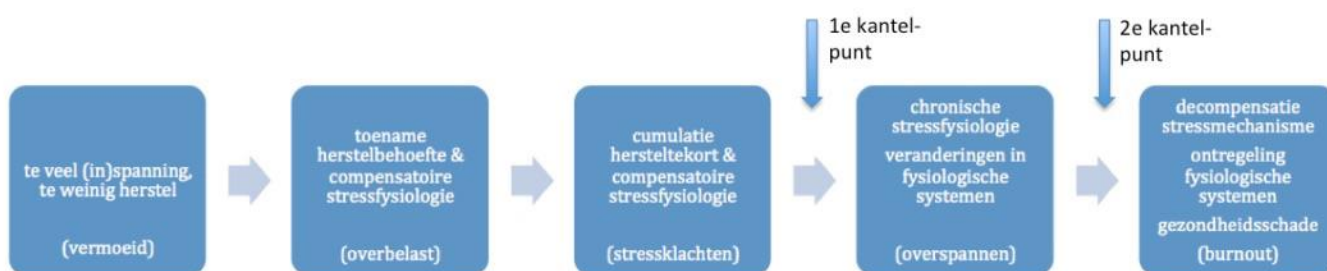 1e kantel-
punt
2e kantel-
punt
te veel (in)spanning,
te weinig herstel
(vermoeid)
toename
herstelbehoefte &
compensatoire
stressfysiologie
(overbelast)
cumulatie
hersteltekort &
compensatoire
stressfysiologie
(stressklachten)
chronische
stressfysiologie
veranderingen in
fysiologische
systemen
(overspannen)
decompensatie
stressmechanisme
ontregeling
fysiologische
systemen
gezondheidsschade
(burnout)